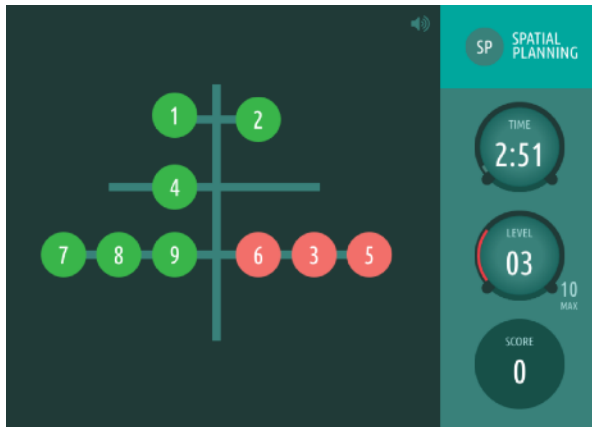 SP SPATIAL
PLANNING
1 2
4
7 8 9 6 3 5
TIME
2:51
LEVEL
03
10
MAX
SCORE
0